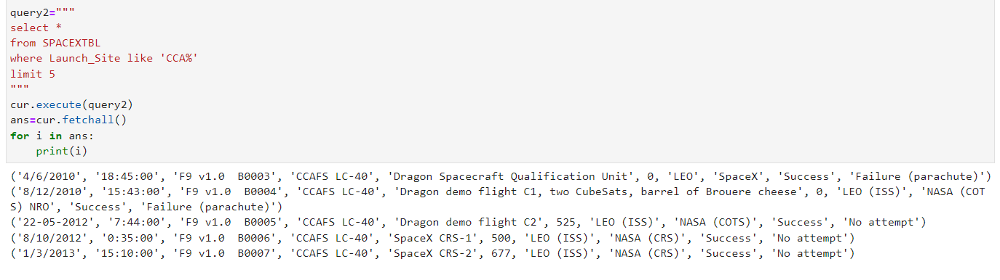 query2="""
select *
from SPACEXTBL
where Launch_Site like 'CCA%'
limit 5
"""
cur.execute(query2)
ans=cur.fetchall()
for i in ans:
    print(i)
('4/6/2010', '18:45:00', 'F9 v1.0  B0003', 'CCAFS LC-40', 'Dragon Spacecraft Qualification Unit', 0, 'LEO', 'SpaceX', 'Success', 'Failure (parachute)')
('8/12/2010', '15:43:00', 'F9 v1.0  B0004', 'CCAFS LC-40', 'Dragon demo flight C1, two CubeSats, barrel of Brouere cheese', 0, 'LEO (ISS)', 'NASA (COT
S) NRO', 'Success', 'Failure (parachute)')
('22-05-2012', '7:44:00', 'F9 v1.0  B0005', 'CCAFS LC-40', 'Dragon demo flight C2', 525, 'LEO (ISS)', 'NASA (COTS)', 'Success', 'No attempt')
('8/10/2012', '0:35:00', 'F9 v1.0  B0006', 'CCAFS LC-40', 'SpaceX CRS-1', 500, 'LEO (ISS)', 'NASA (CRS)', 'Success', 'No attempt')
('1/3/2013', '15:10:00', 'F9 v1.0  B0007', 'CCAFS LC-40', 'SpaceX CRS-2', 677, 'LEO (ISS)', 'NASA (CRS)', 'Success', 'No attempt')